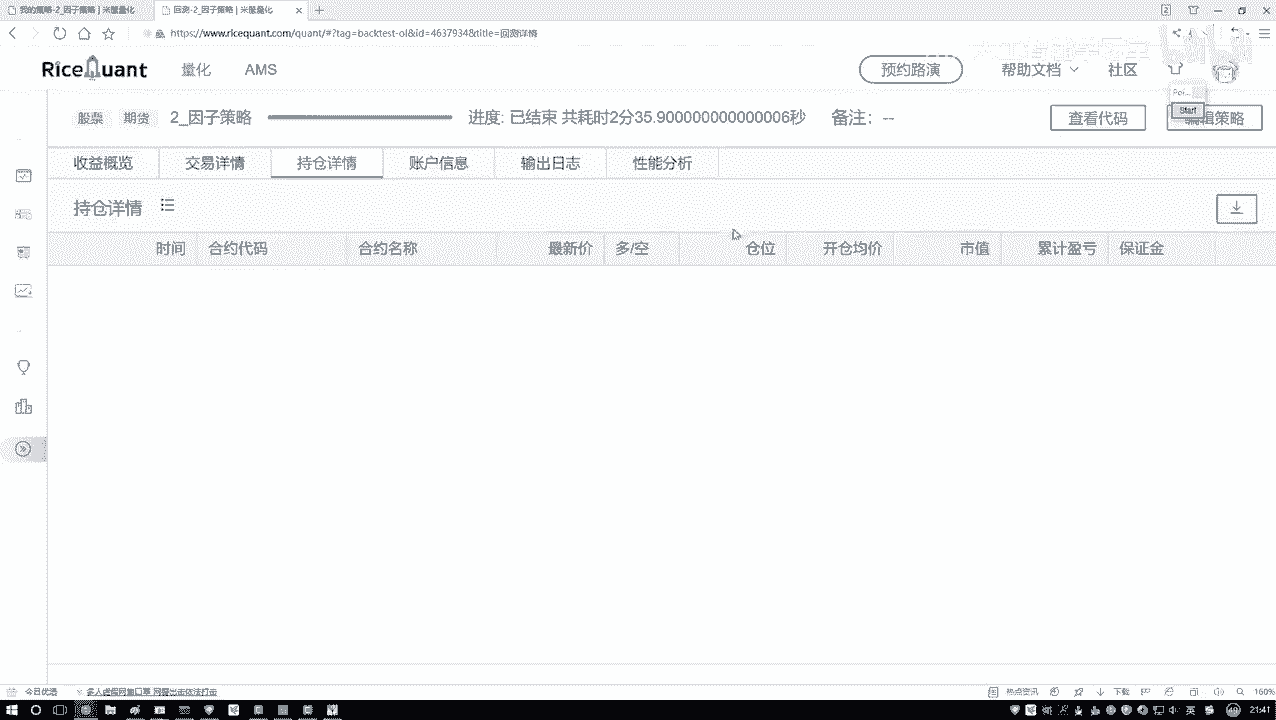 我的策略-2_因子策略 | 米筐量化
回测-2_因子策略 | 米筐量化
https://www.ricequant.com/quant/#?tag=backtest-ol&id=4637934&title=回测详情
RiceQuant 量化 AMS 预约路演 帮助文档 社区
Start
股票 期货 2_因子策略 进度: 已结束 共耗时2分35.900000000000006秒 备注: -- 查看代码 编辑策略
收益概览 交易详情 持仓详情 账户信息 输出日志 性能分析
持仓详情
时间 合约代码 合约名称 最新价 多/空 仓位 开仓均价 市值 累计盈亏 保证金
今日优选 热点资讯 下载 160%
21:41